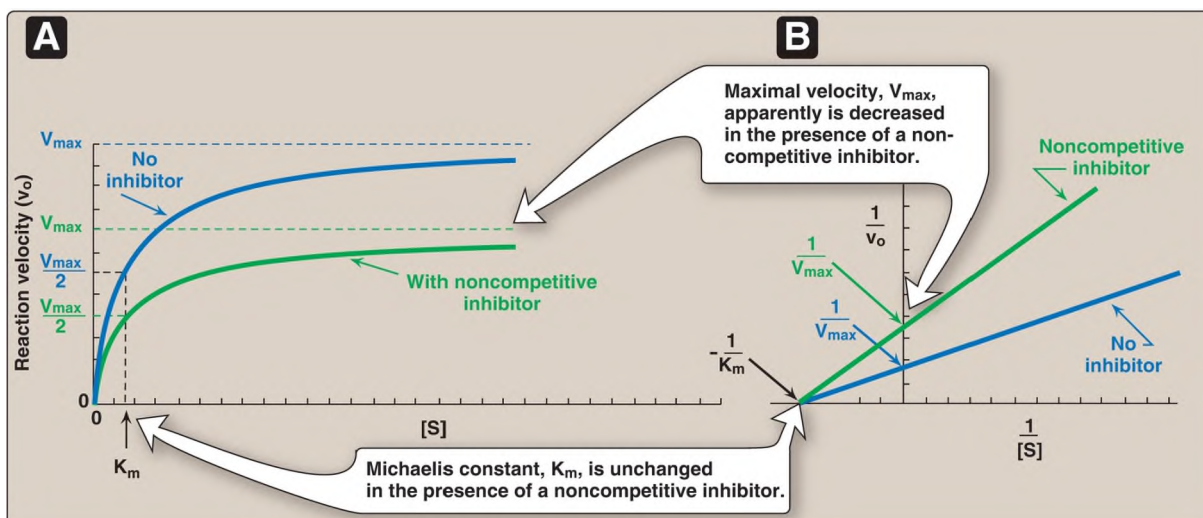 A
Reaction velocity (vo)
Vmax
No
inhibitor
Vmax
Vmax
2
Vmax
2
With noncompetitive
inhibitor
0
0
Km
[S]
B
Maximal velocity, Vmax,
apparently is decreased
in the presence of a non-
competitive inhibitor.
Noncompetitive
inhibitor
1
vo
1
Vmax
1
Vmax
- 1
Km
No
inhibitor
1
[S]
Michaelis constant, Km, is unchanged
in the presence of a noncompetitive inhibitor.